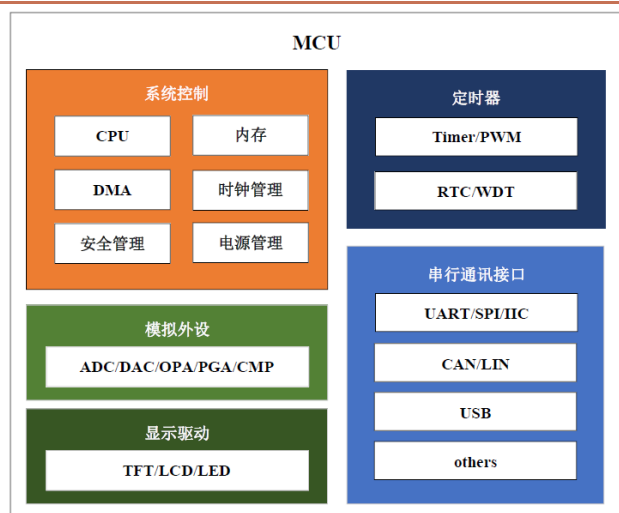 MCU
系统控制
CPU
内存
DMA
时钟管理
安全管理
电源管理
模拟外设
ADC/DAC/OPA/PGA/CMP
显示驱动
TFT/LCD/LED
定时器
Timer/PWM
RTC/WDT
串行通讯接口
UART/SPI/IIC
CAN/LIN
USB
others